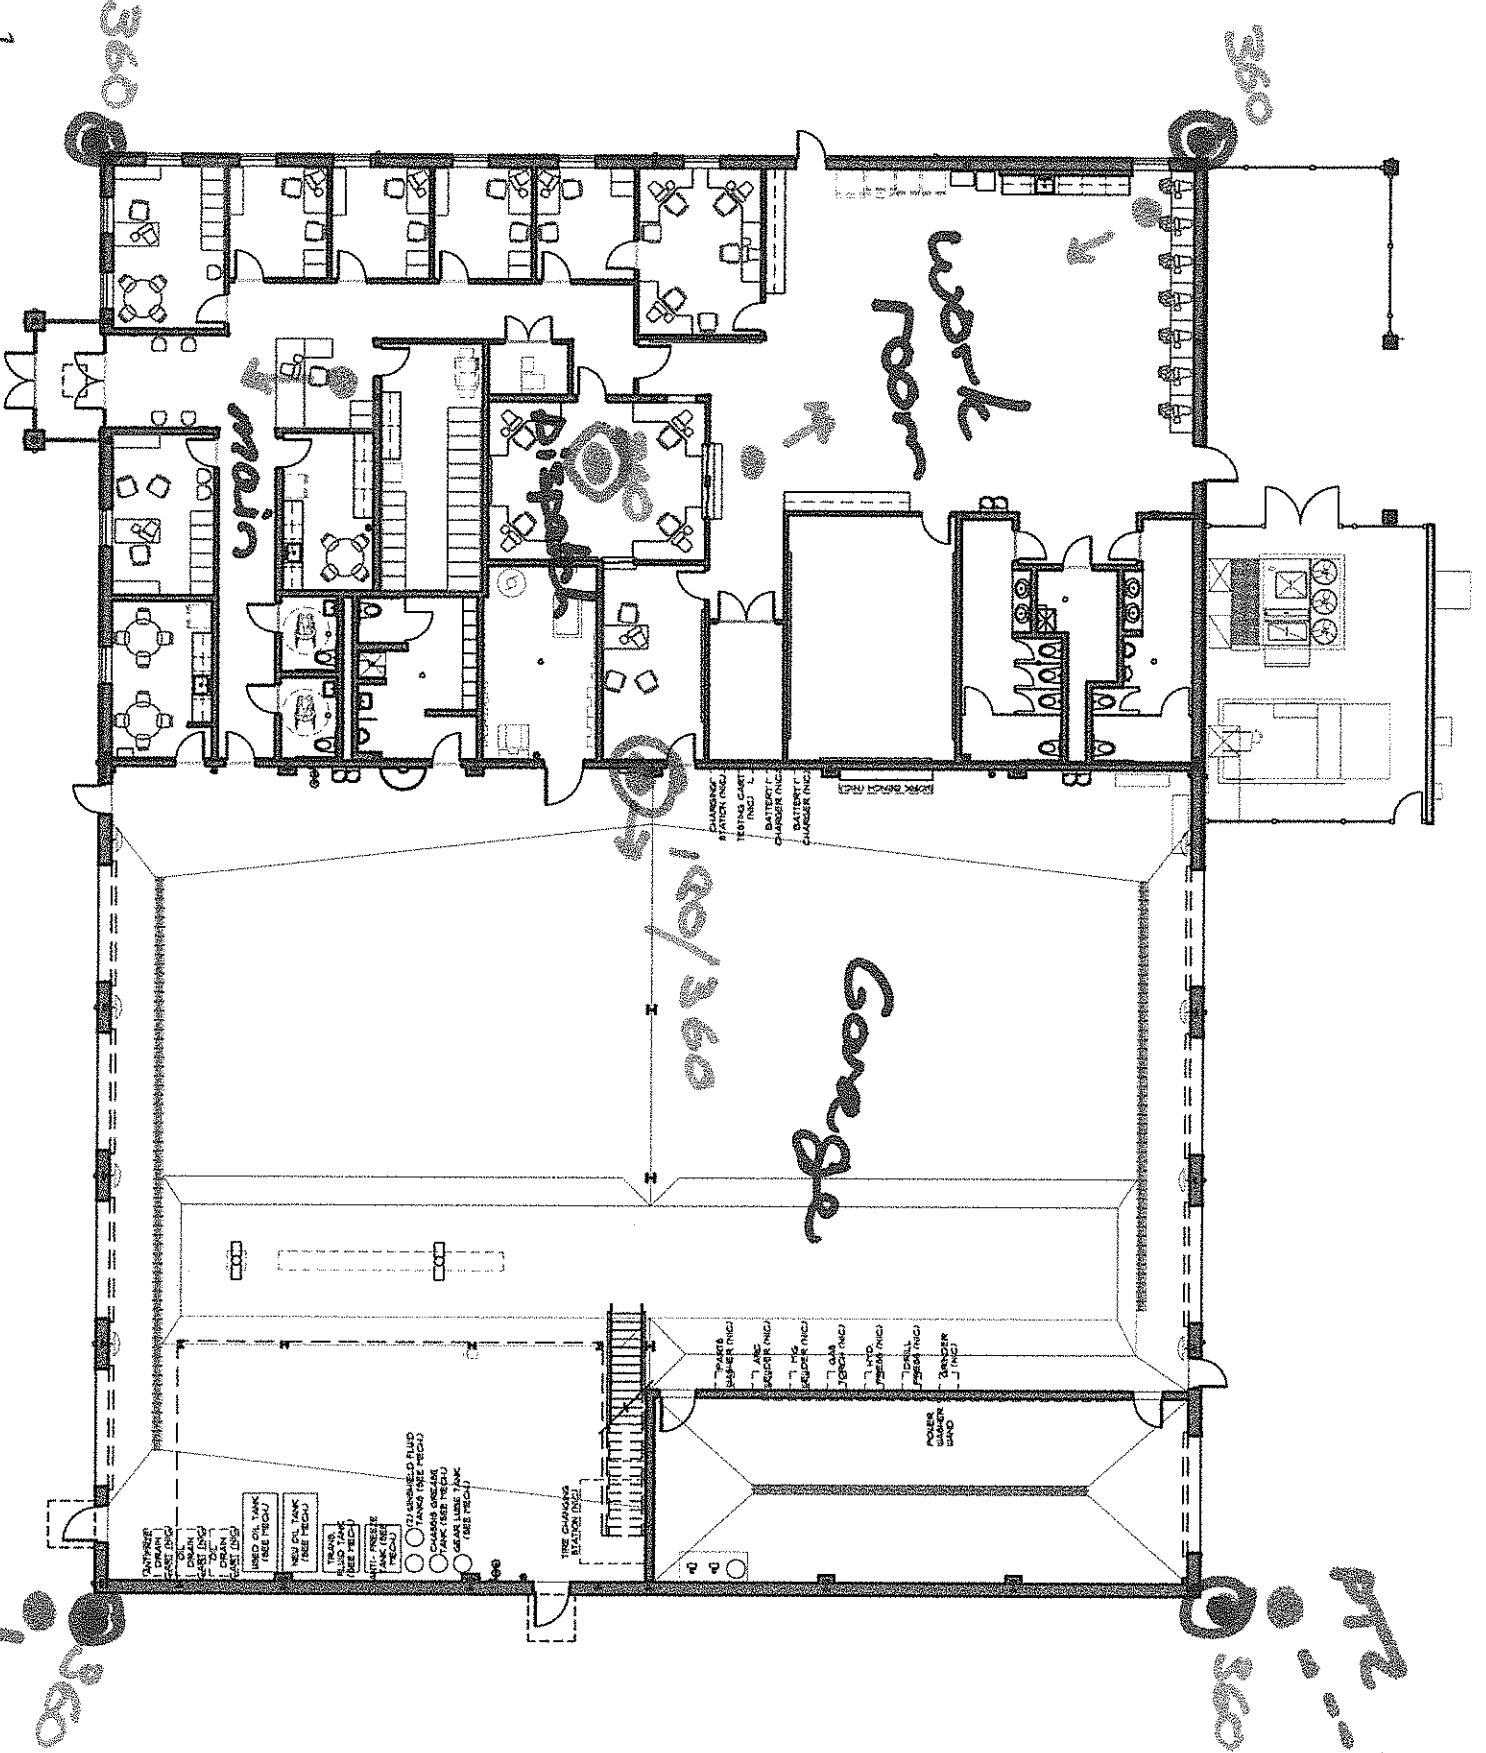 360
360
work
room
main
Dispatch
360
180/360
Garage
CHARGING
STATION (NIC)
TESTING CART
(NIC)
BATTERY
CHARGER (NIC)
BATTERY
CHARGER (NIC)
PARTS
WASHER (NIC)
ARC
WELDER (NIC)
MIG
WELDER (NIC)
GAS
TORCH (NIC)
HYD.
PRESS (NIC)
DRILL
PRESS (NIC)
GRINDER
(NIC)
POWER
WASHER
WAND
ANTIFREEZE
DRAIN
CART (NIC)
OIL
DRAIN
CART (NIC)
OIL
DRAIN
CART (NIC)
USED OIL TANK
(SEE MECH.)
NEW OIL TANK
(SEE MECH.)
TRANS.
FLUID TANK
(SEE MECH.)
ANTI-FREEZE
TANK (SEE
MECH.)
(2) WINSHIELD FLUID
TANKS (SEE MECH.)
CHASSIS GREASE
TANK (SEE MECH.)
GEAR LUBE TANK
(SEE MECH.)
TIRE CHANGING
STATION (NIC)
360
360
PTZ